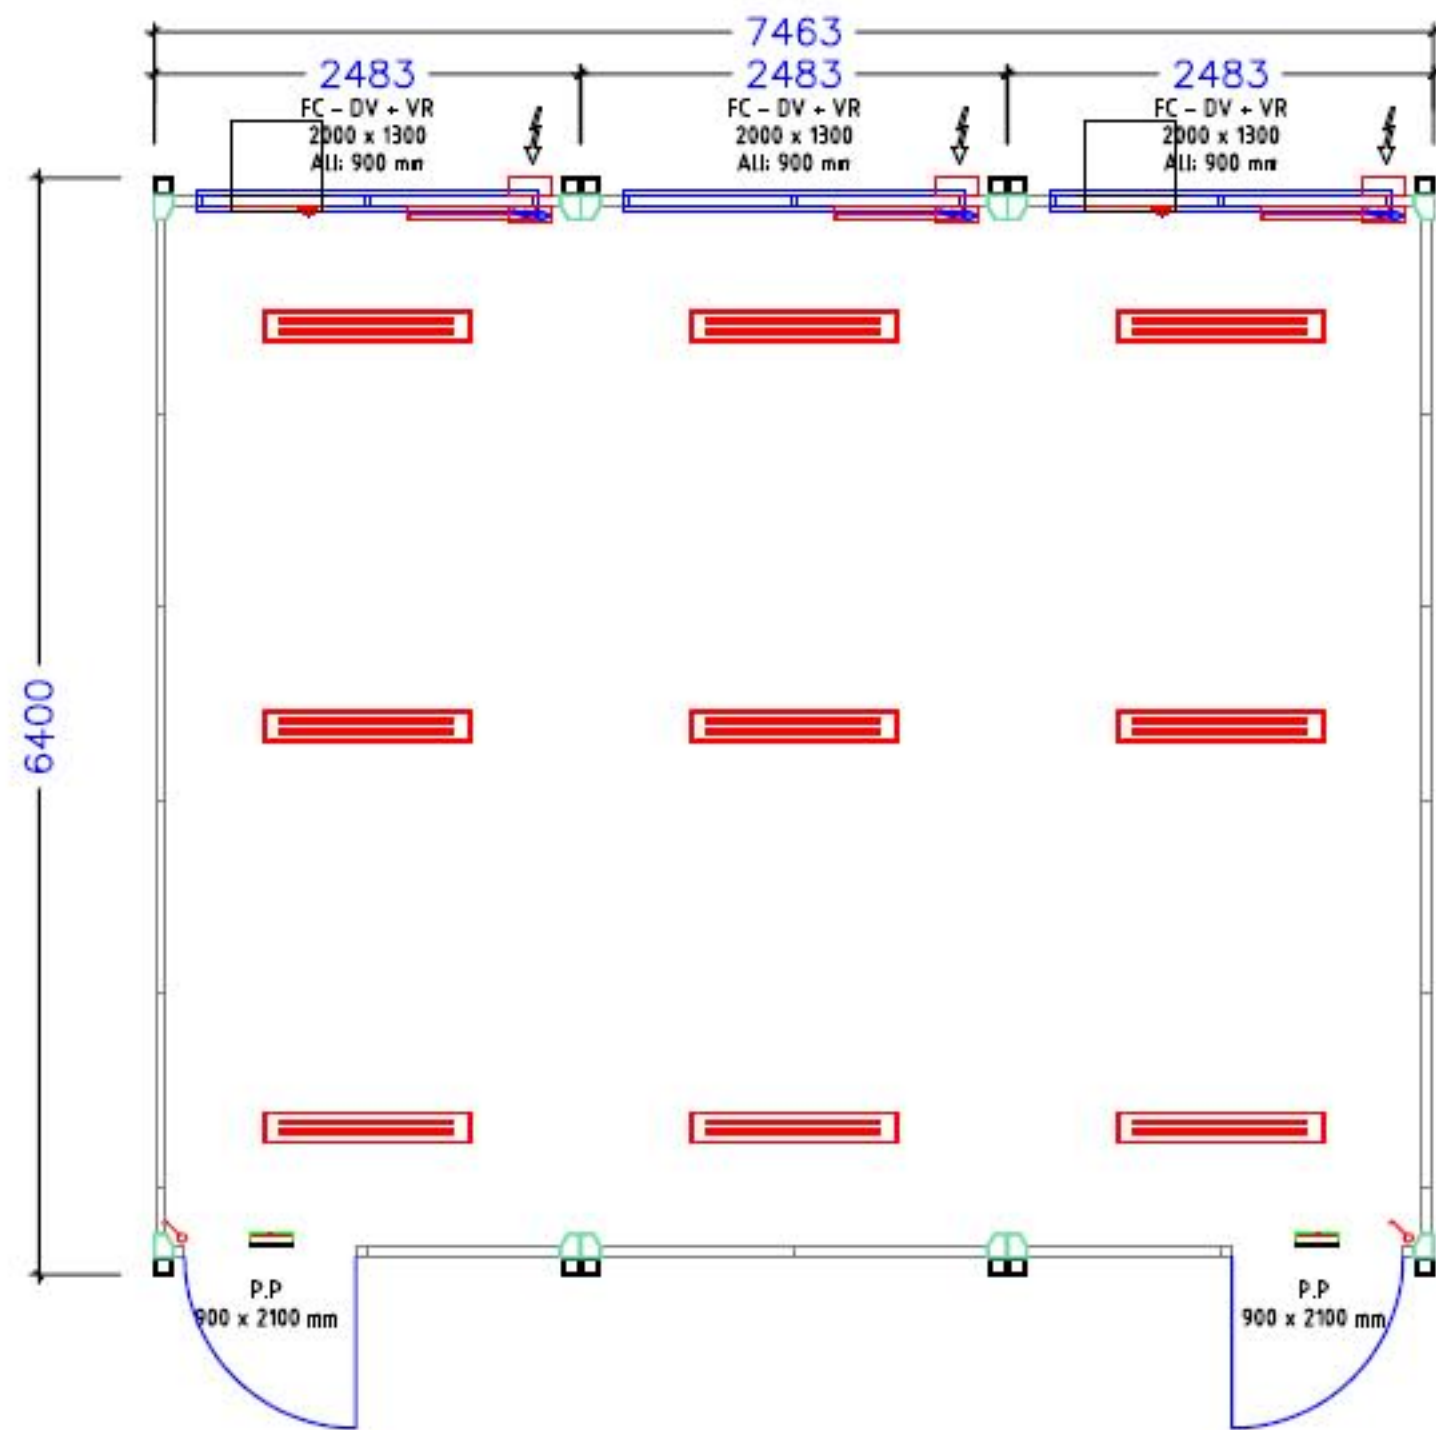 7463
2483
2483
2483
FC - DV + VR
2000 x 1300
All: 900 mm
FC - DV + VR
2000 x 1300
All: 900 mm
FC - DV + VR
2000 x 1300
All: 900 mm
6400
P.P
900 x 2100 mm
P.P
900 x 2100 mm